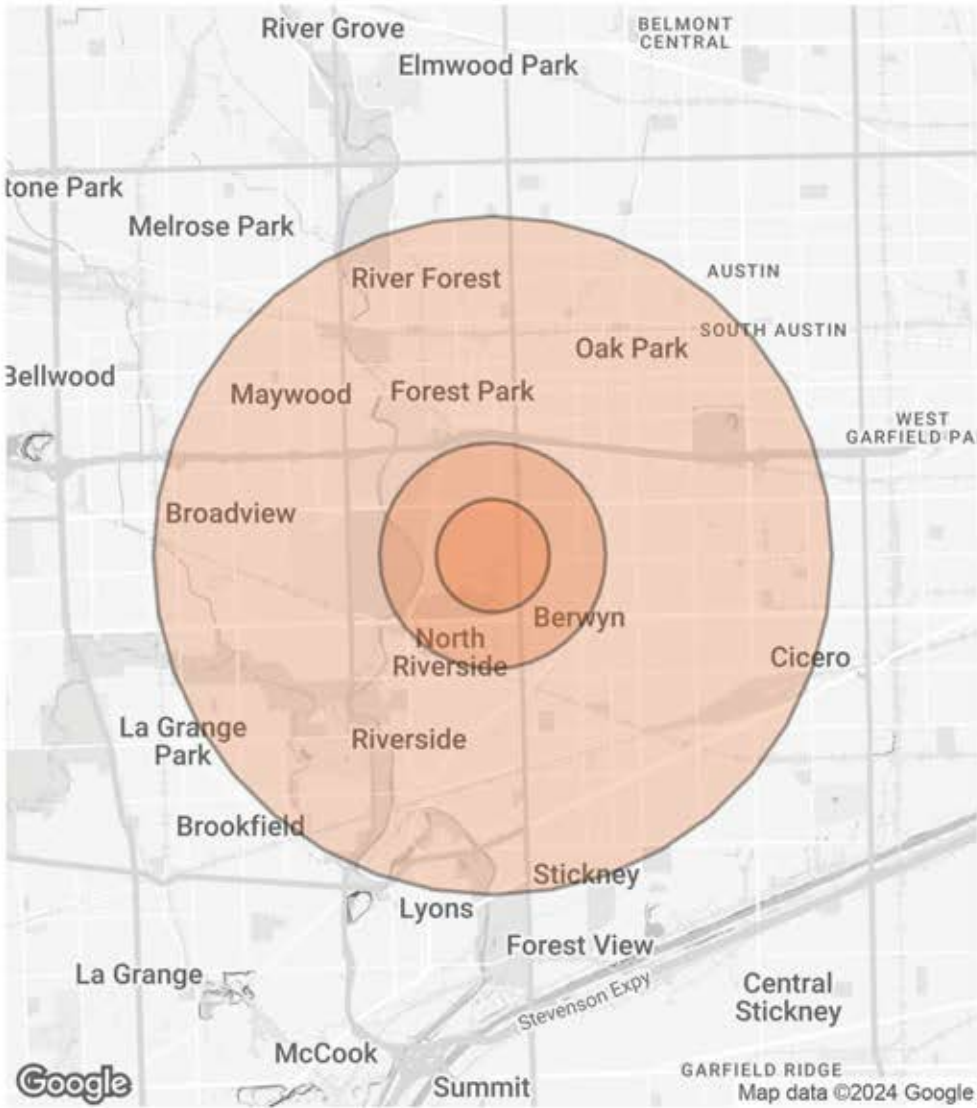 River Grove
BELMONT
CENTRAL
Elmwood Park
tone Park
Melrose Park
River Forest
AUSTIN
SOUTH AUSTIN
Oak Park
Bellwood
Maywood
Forest Park
WEST
GARFIELD PA
Broadview
Berwyn
North
Riverside
Cicero
La Grange
Park
Riverside
Brookfield
Stickney
Lyons
Forest View
La Grange
Stevenson Expy
Central
Stickney
McCook
GARFIELD RIDGE
Google
Summit
Map data ©2024 Google